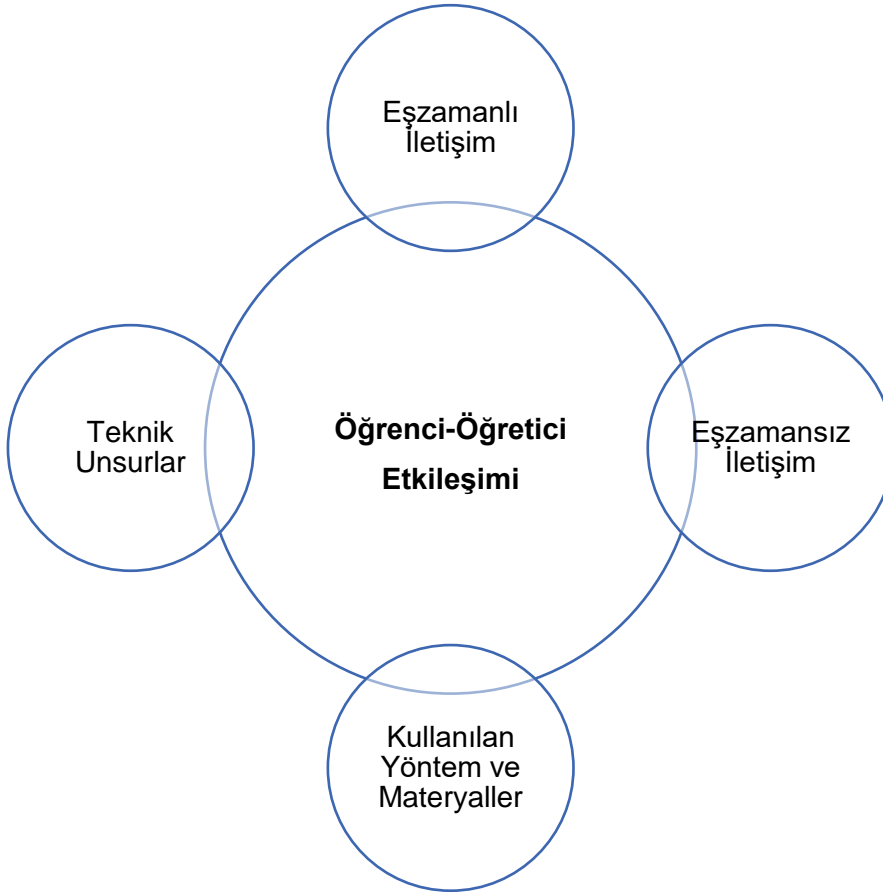 Eşzamanlı
İletişim
Teknik
Unsurlar
Öğrenci-Öğretici
Etkileşimi
Eşzamansız
İletişim
Kullanılan
Yöntem ve
Materyaller